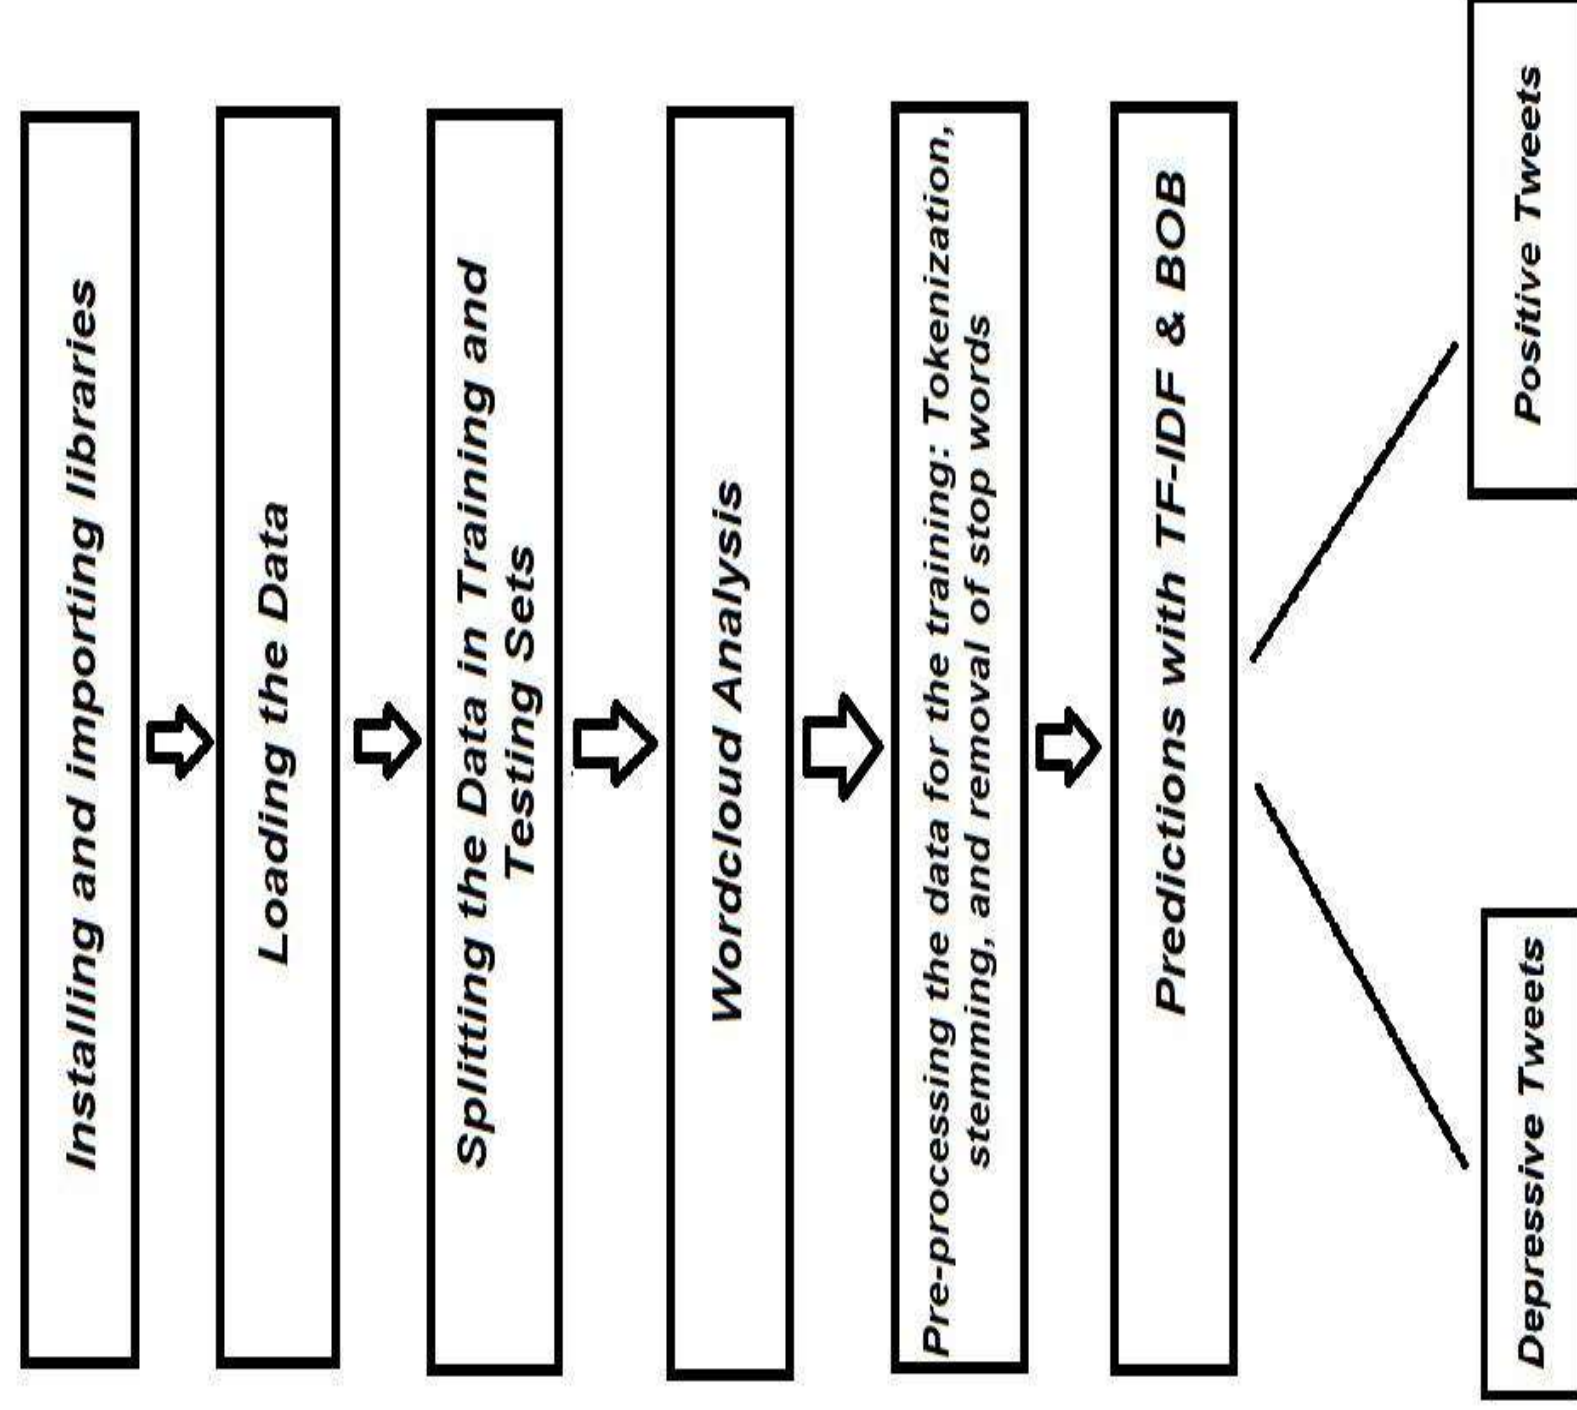 Installing and importing libraries
Loading the Data
Splitting the Data in Training and
Testing Sets
Wordcloud Analysis
Pre-processing the data for the training: Tokenization,
stemming, and removal of stop words
Predictions with TF-IDF & BOB
Depressive Tweets
Positive Tweets